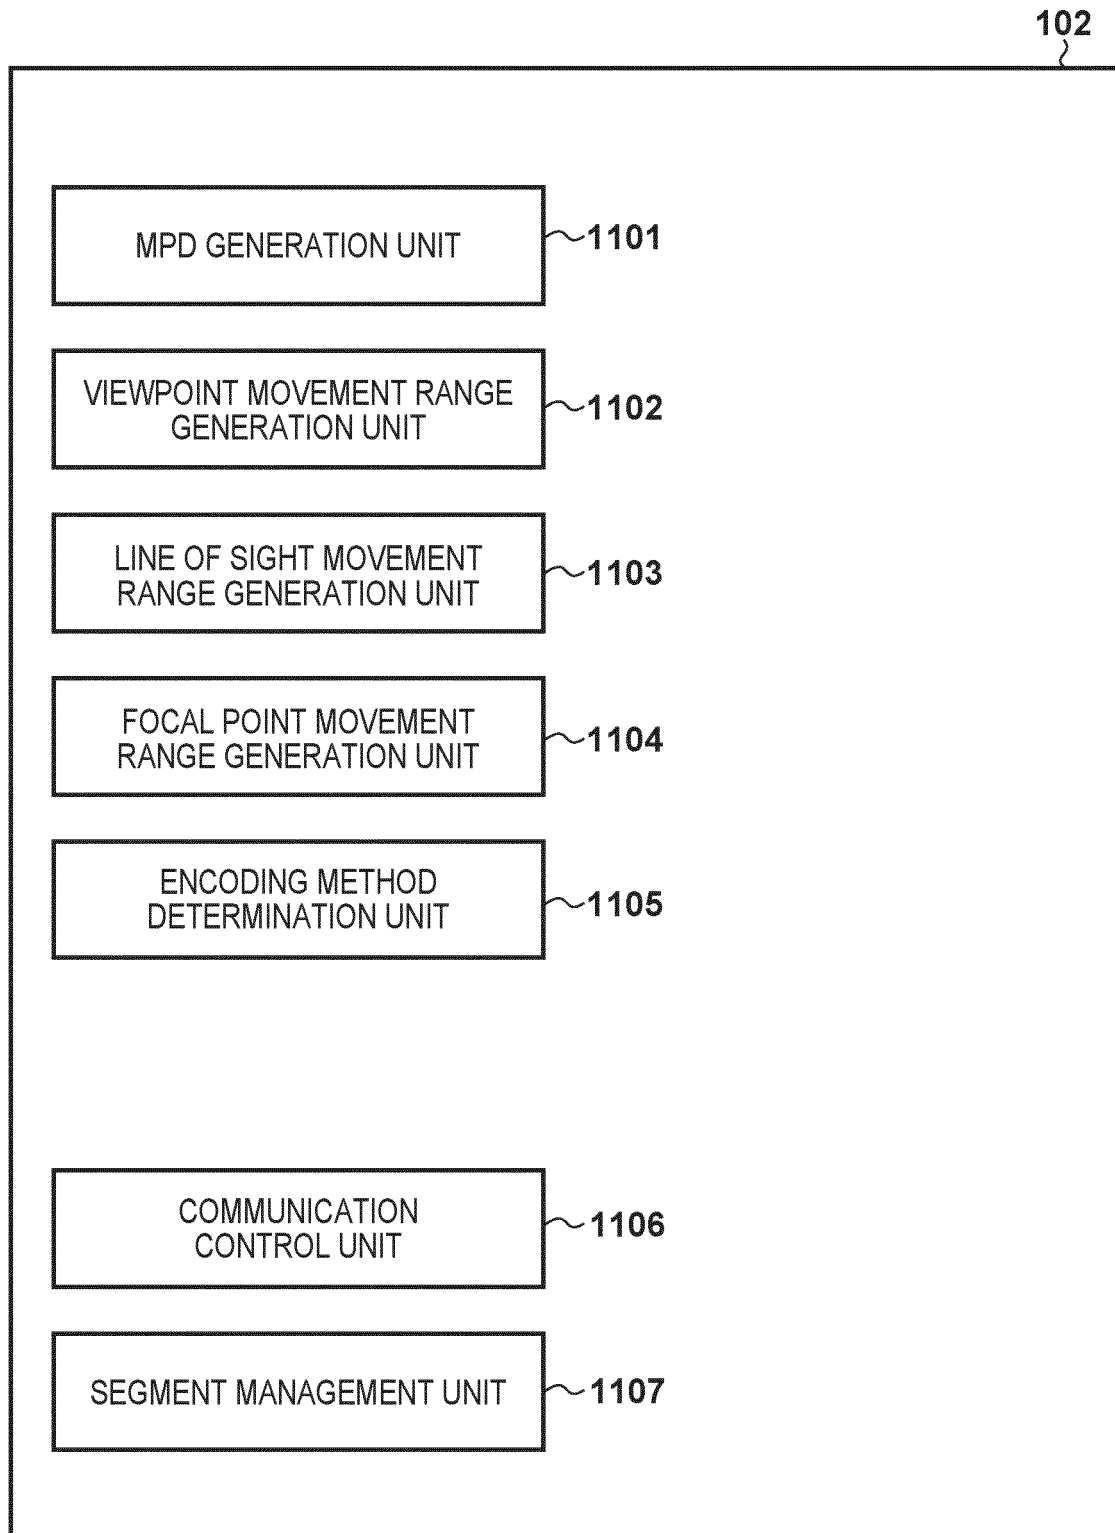 102
MPD GENERATION UNIT
1101
VIEWPOINT MOVEMENT RANGE
GENERATION UNIT
1102
LINE OF SIGHT MOVEMENT
RANGE GENERATION UNIT
1103
FOCAL POINT MOVEMENT
RANGE GENERATION UNIT
1104
ENCODING METHOD
DETERMINATION UNIT
1105
COMMUNICATION
CONTROL UNIT
1106
SEGMENT MANAGEMENT UNIT
1107